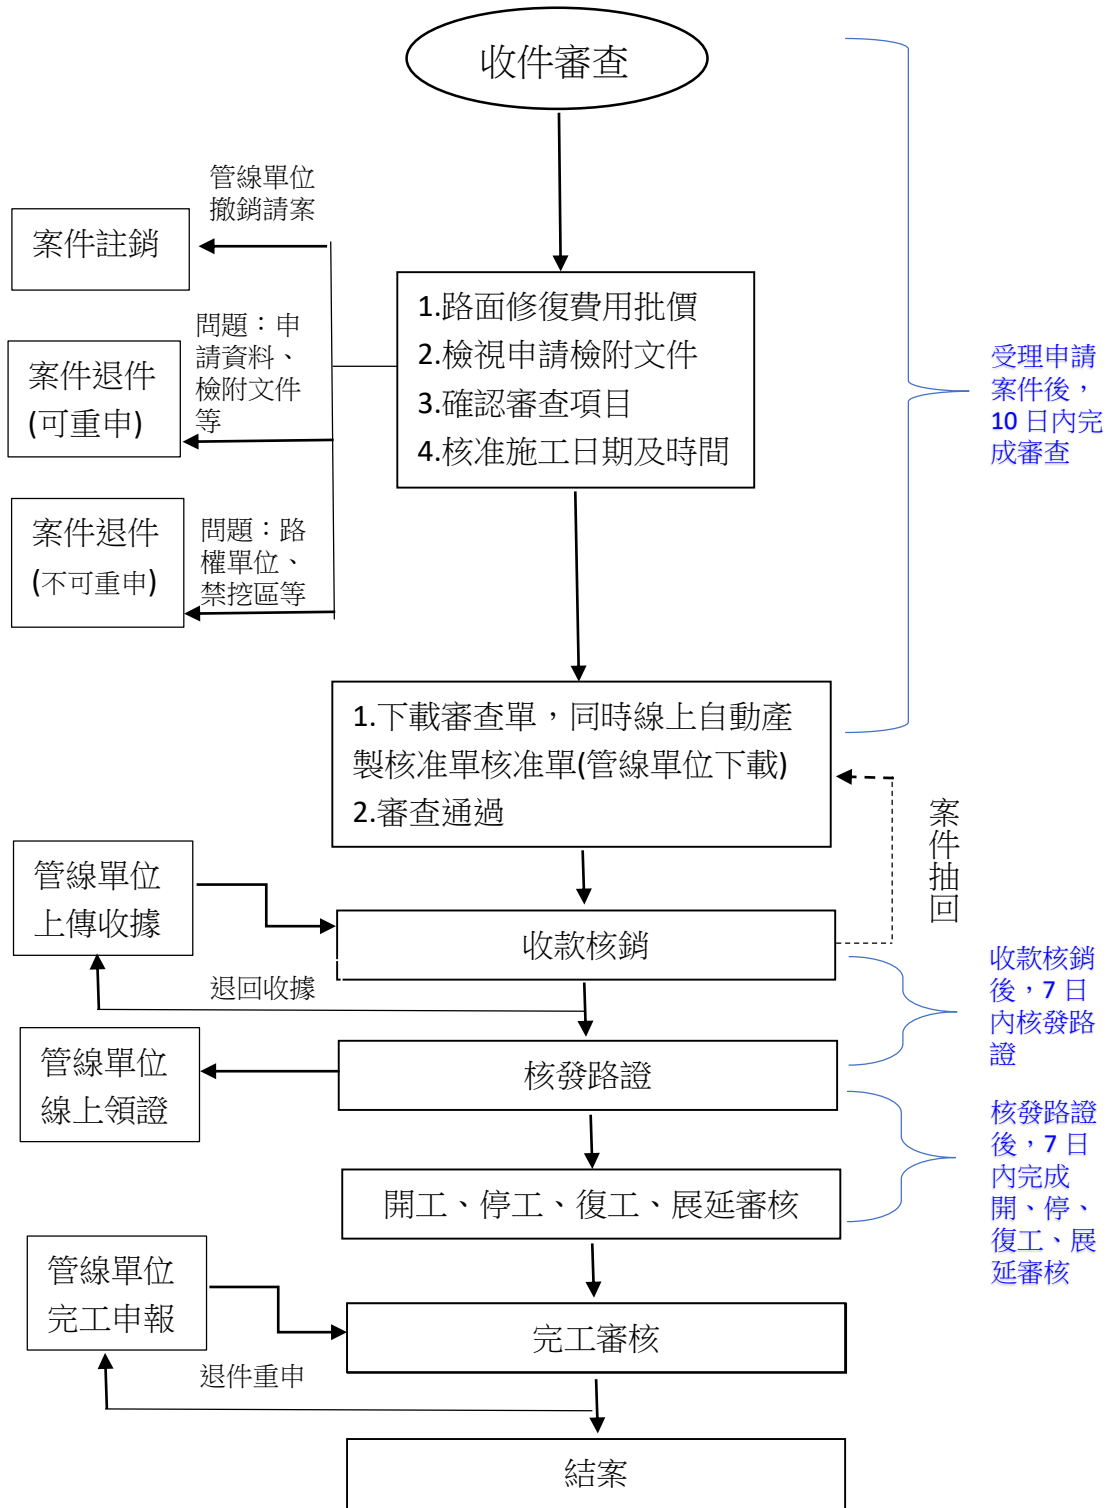 收件審查
管線單位
撤銷請案
案件註銷
1.路面修復費用批價
2.檢視申請檢附文件
3.確認審查項目
4.核准施工日期及時間
問題：申
請資料、
檢附文件
等
案件退件
(可重申)
受理申請
案件後，
10 日內完
成審查
案件退件
(不可重申)
問題：路
權單位、
禁挖區等
1.下載審查單，同時線上自動產
製核准單核准單(管線單位下載)
2.審查通過
案件抽回
管線單位
上傳收據
收款核銷
退回收據
收款核銷
後，7 日
內核發路
證
管線單位
線上領證
核發路證
核發路證
後，7 日
內完成
開、停、
復工、展
延審核
開工、停工、復工、展延審核
管線單位
完工申報
完工審核
退件重申
結案